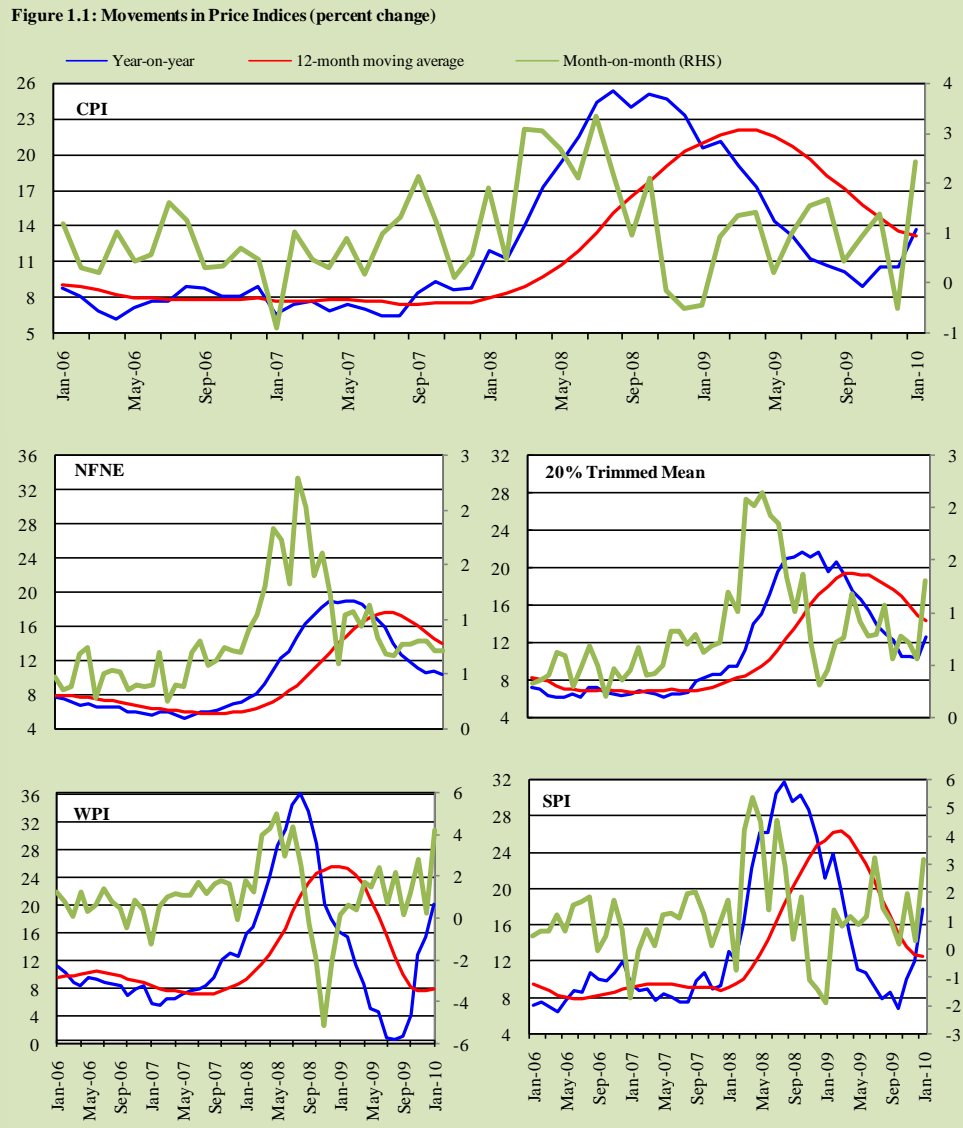 Figure 1.1: Movements in Price Indices (percent change)
Year-on-year 12-month moving average Month-on-month (RHS)
CPI
26 23 20 17 14 11 8 5
4 3 2 1 0 -1
Jan-06 May-06 Sep-06 Jan-07 May-07 Sep-07 Jan-08 May-08 Sep-08 Jan-09 May-09 Sep-09 Jan-10
NFNE
36 32 28 24 20 16 12 8 4
3 2 2 1 1 0
20% Trimmed Mean
32 28 24 20 16 12 8 4
3 2 2 1 1 0
WPI
36 32 28 24 20 16 12 8 4 0
6 4 2 0 -2 -4 -6
Jan-06 May-06 Sep-06 Jan-07 May-07 Sep-07 Jan-08 May-08 Sep-08 Jan-09 May-09 Sep-09 Jan-10
SPI
32 28 24 20 16 12 8 4
6 5 4 3 2 1 0 -1 -2 -3
Jan-06 May-06 Sep-06 Jan-07 May-07 Sep-07 Jan-08 May-08 Sep-08 Jan-09 May-09 Sep-09 Jan-10